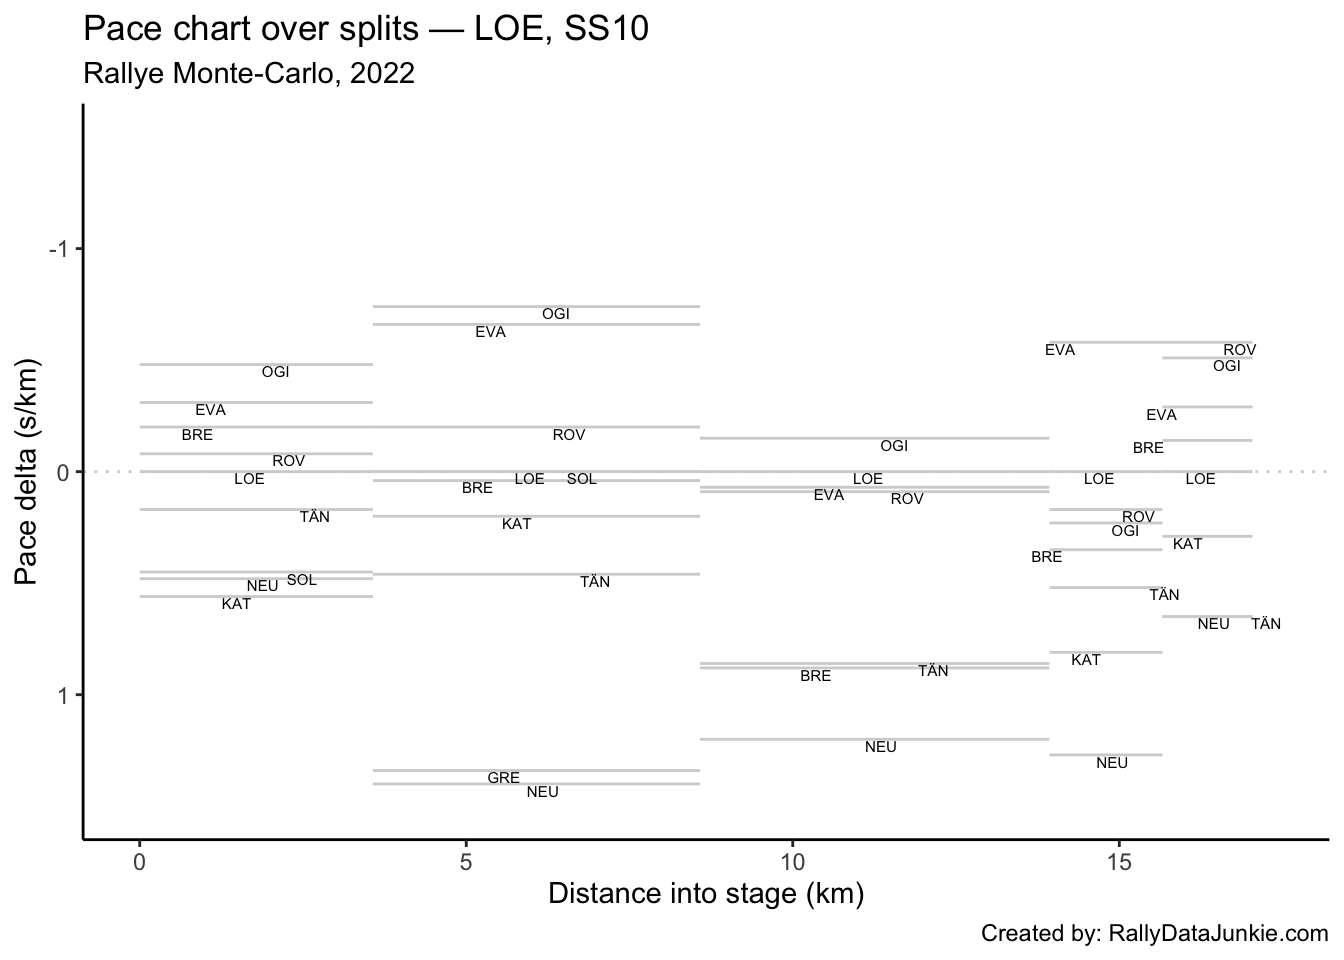 Pace chart over splits — LOE, SS10
Rallye Monte-Carlo, 2022
Pace delta (s/km)
-1
0
1
OGI
EVA
EVA
ROV
OGI
OGI
EVA
EVA
BRE
ROV
OGI
BRE
ROV
LOE
LOE
SOL
LOE
LOE
LOE
BRE
EVA
ROV
TÄN
KAT
ROV
OGI
KAT
BRE
SOL
NEU
TÄN
TÄN
KAT
NEU
TÄN
KAT
BRE
TÄN
NEU
NEU
GRE
NEU
0
5
10
15
Distance into stage (km)
Created by: RallyDataJunkie.com